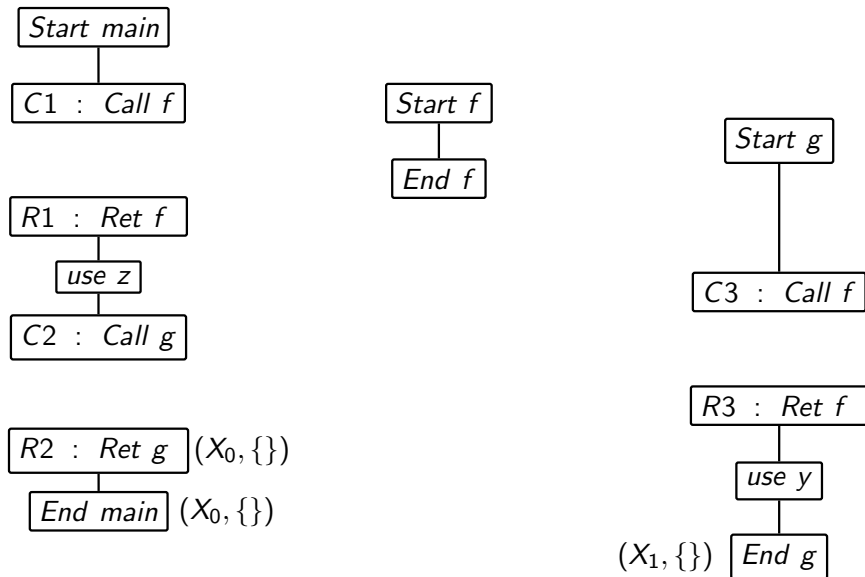 Start main
C1 : Call f
Start f
Start g
End f
R1 : Ret f
use z
C2 : Call g
C3 : Call f
R3 : Ret f
R2 : Ret g (X₀, {})
use y
End main (X₀, {})
(X₁, {}) End g